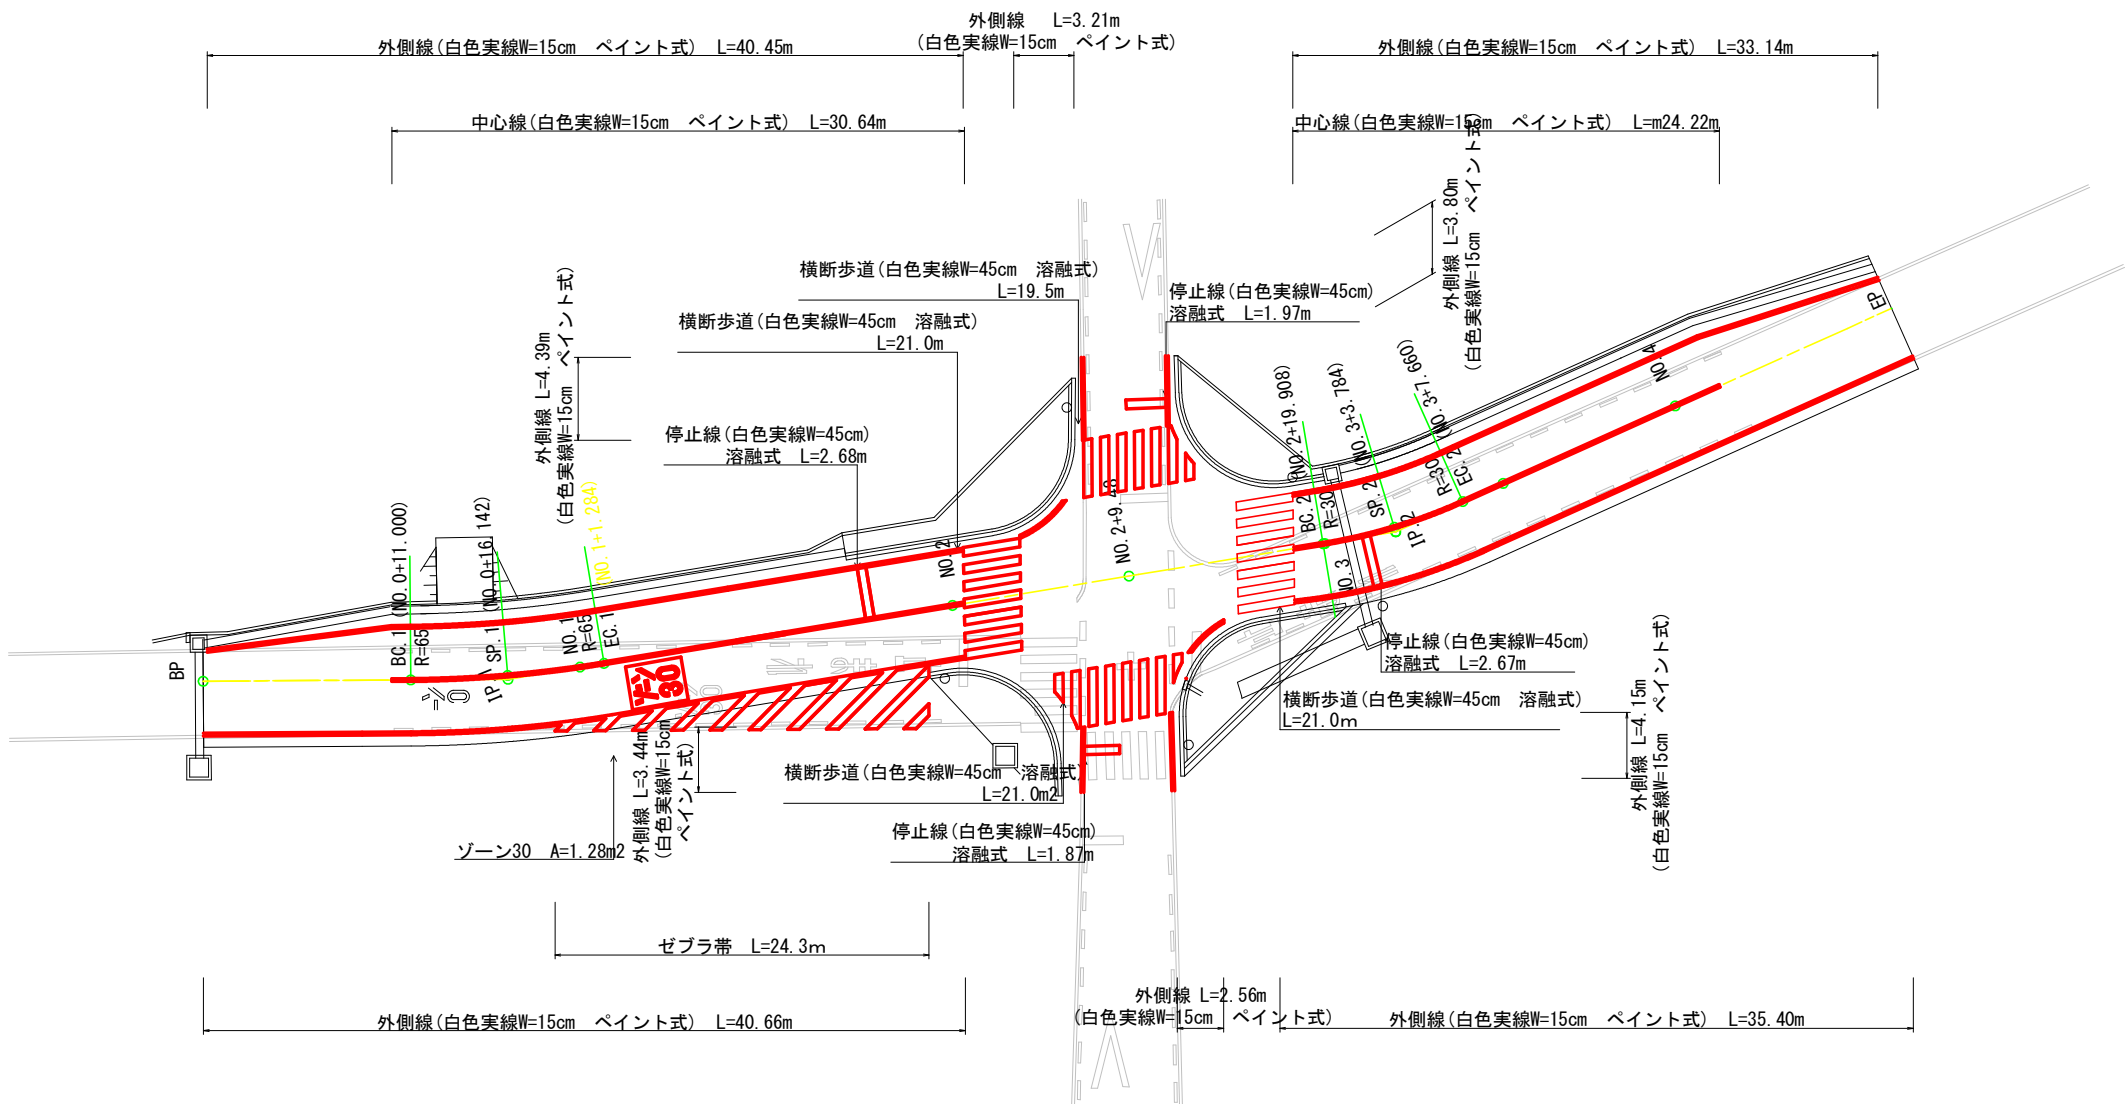 外側線　L=3.21m
(白色実線W=15cm　ペイント式)
外側線(白色実線W=15cm　ペイント式)　L=40.45m
外側線(白色実線W=15cm　ペイント式)　L=33.14m
中心線(白色実線W=15cm　ペイント式)　L=30.64m
中心線(白色実線W=15cm　ペイント式)　L=m24.22m
外側線 L=3.80m
(白色実線W=15cm　ペイント式)
横断歩道(白色実線W=45cm　溶融式)
L=19.5m
停止線(白色実線W=45cm)
溶融式　L=1.97m
横断歩道(白色実線W=45cm　溶融式)
L=21.0m
外側線 L=4.39m
(白色実線W=15cm　ペイント式)
停止線(白色実線W=45cm)
溶融式　L=2.68m
BP
BC.1 (NO.0+11.000)
R=65
IP.1
SP.1 (NO.0+16.142)
NO.1
R=65
EC.1
(NO.1+1.284)
NO.2
NO.2+9.48
BC.2 (NO.2+19.908)
R=30
NO.3
SP.2 (NO.3+3.784)
IP.2
R=30
EC.2 (NO.3+7.660)
NO.4
EP
ゾーン
30
停止線(白色実線W=45cm)
溶融式　L=2.67m
横断歩道(白色実線W=45cm　溶融式)
L=21.0m
外側線 L=4.15m
(白色実線W=15cm　ペイント式)
外側線 L=3.44m
(白色実線W=15cm
ペイント式)
横断歩道(白色実線W=45cm　溶融式)
L=21.0m2
停止線(白色実線W=45cm)
溶融式　L=1.87m
ゾーン30　A=1.28m2
ゼブラ帯　L=24.3m
外側線 L=2.56m
(白色実線W=15cm　ペイント式)
外側線(白色実線W=15cm　ペイント式)　L=40.66m
外側線(白色実線W=15cm　ペイント式)　L=35.40m